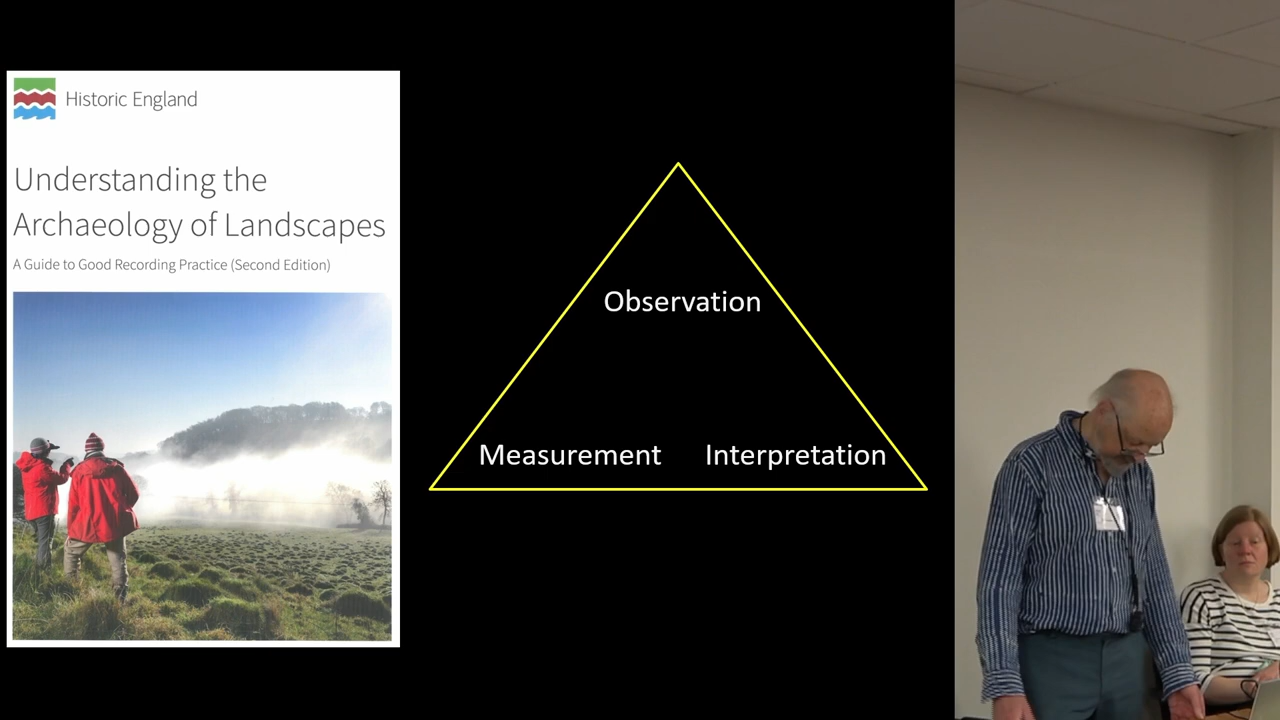 Historic England
Understanding the
Archaeology of Landscapes
A Guide to Good Recording Practice (Second Edition)
Observation
Measurement
Interpretation